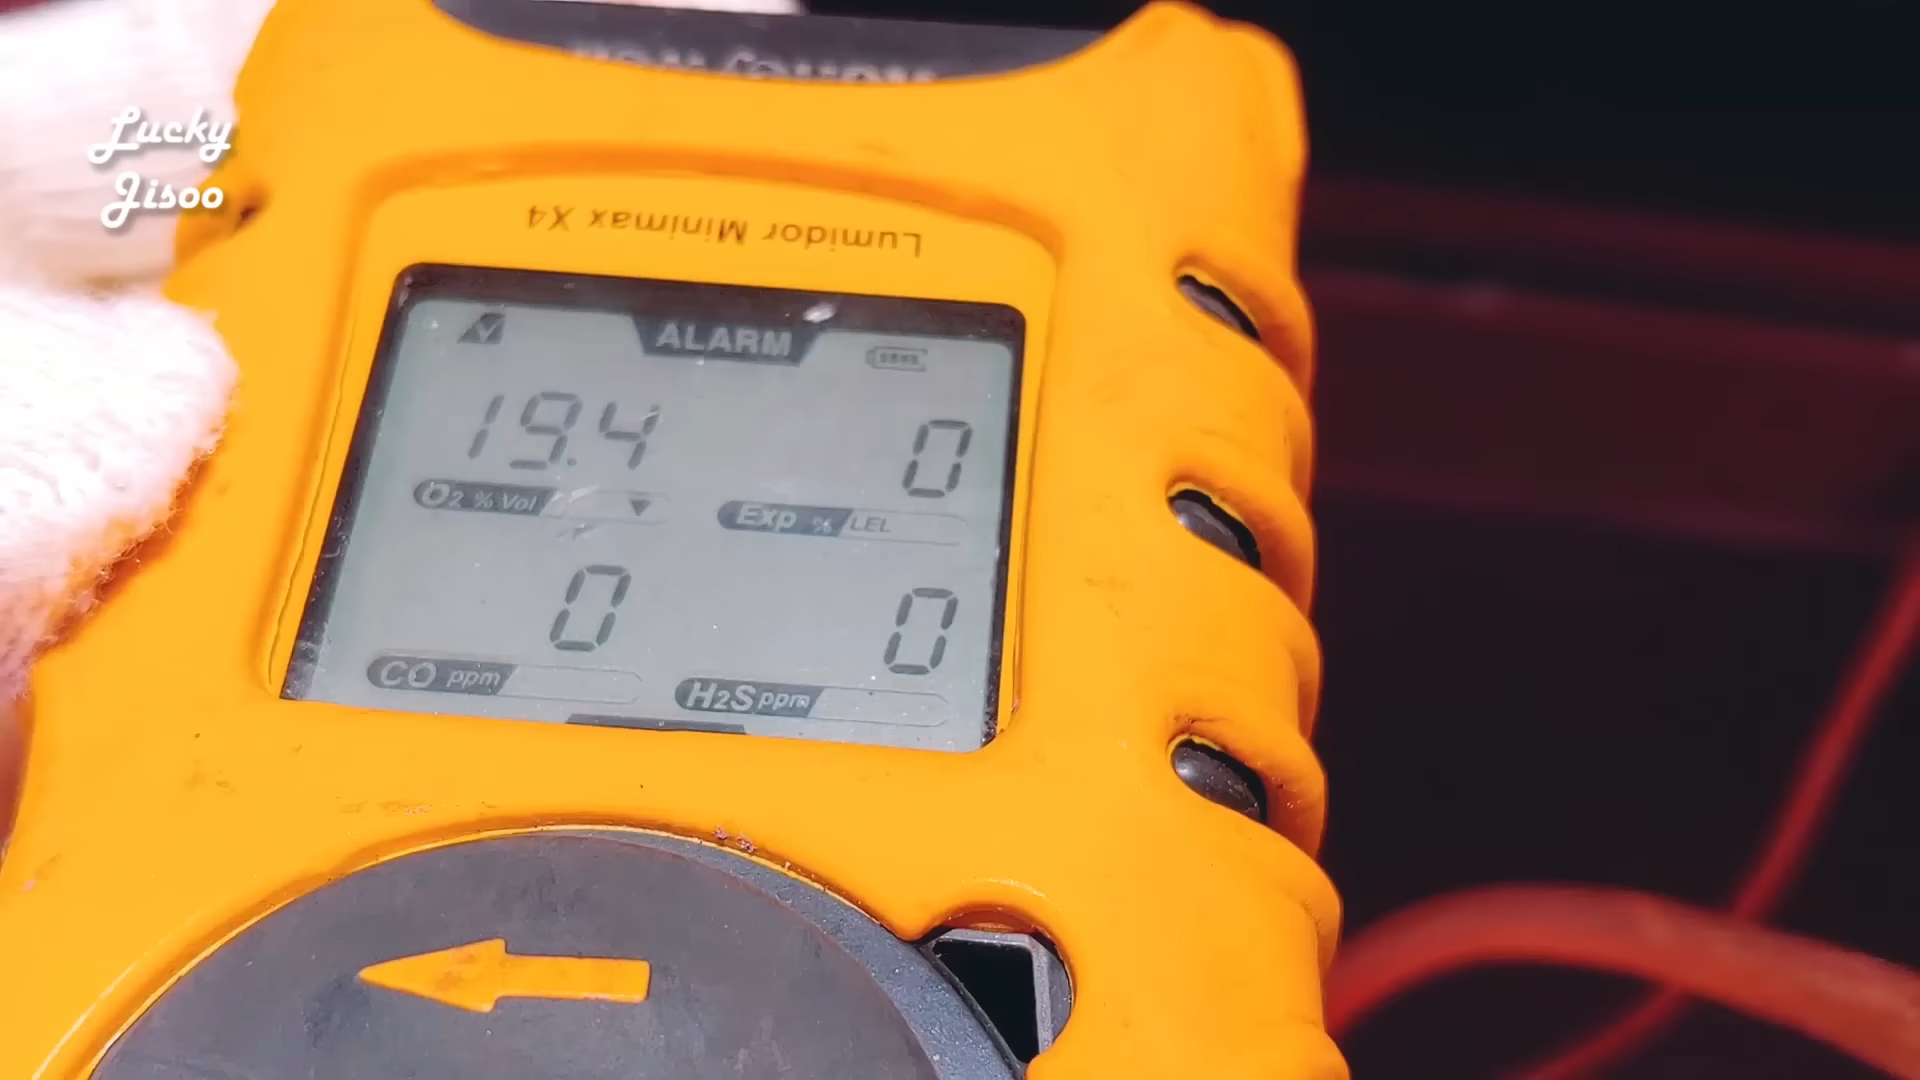 Lucky
Jisoo
Lumidor Minimax X4
ALARM
19.4
0
O2 % Vol
Exp % LEL
0
0
CO ppm
H2S ppm